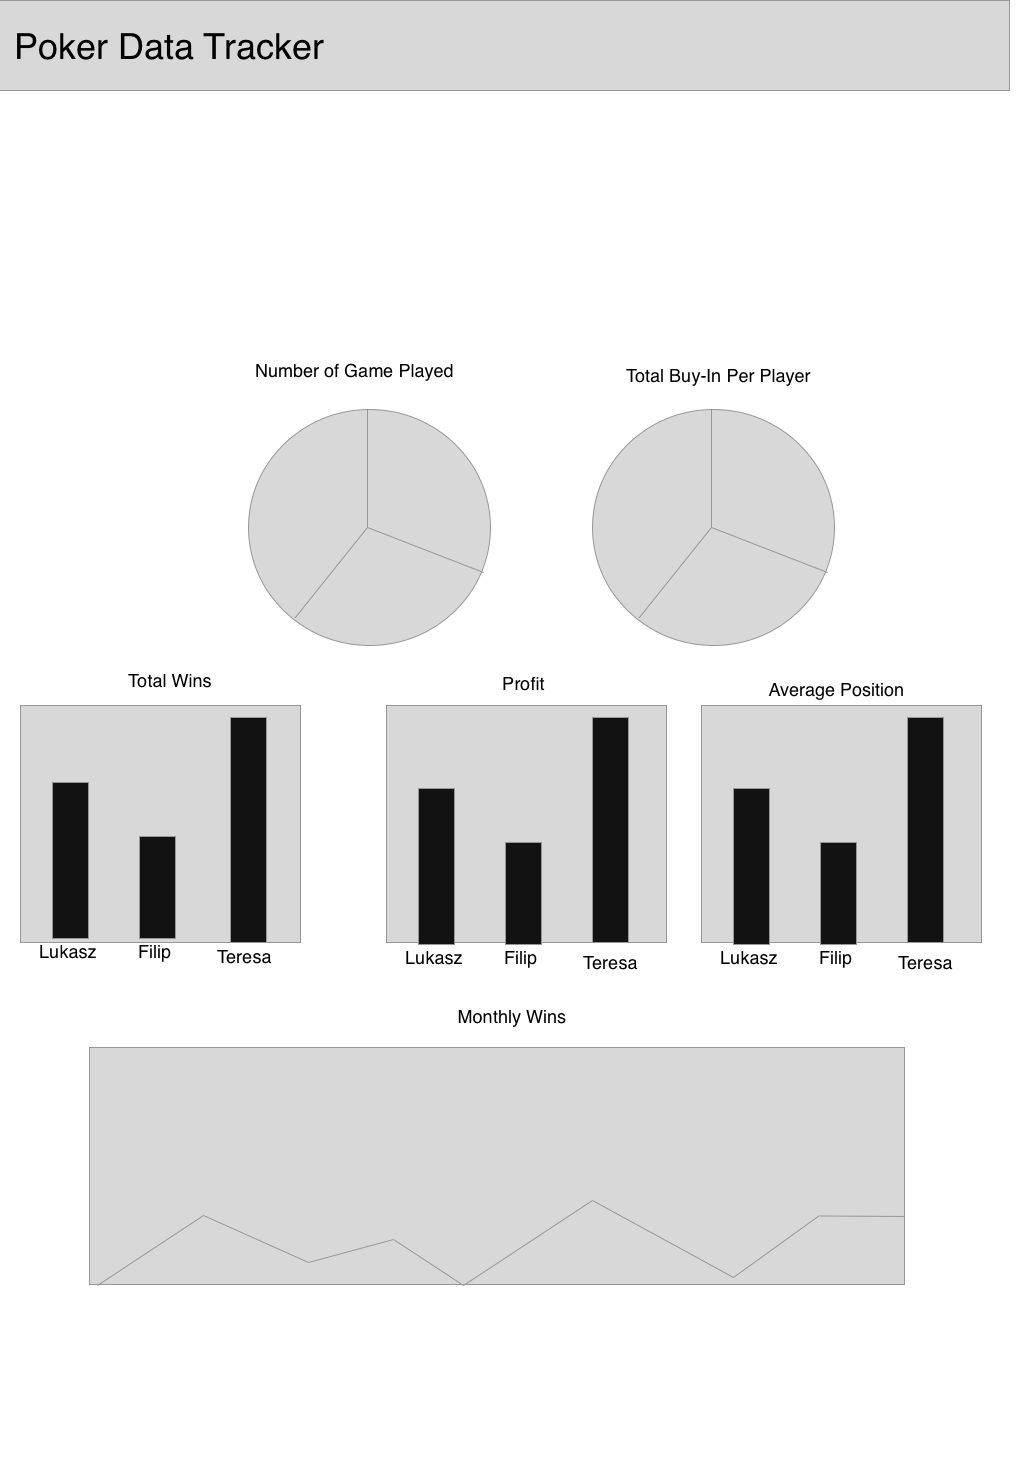 Poker Data Tracker
Number of Game Played
Total Buy-In Per Player
Total Wins
Profit
Average Position
Lukasz
Filip
Teresa
Lukasz
Filip
Teresa
Lukasz
Filip
Teresa
Monthly Wins